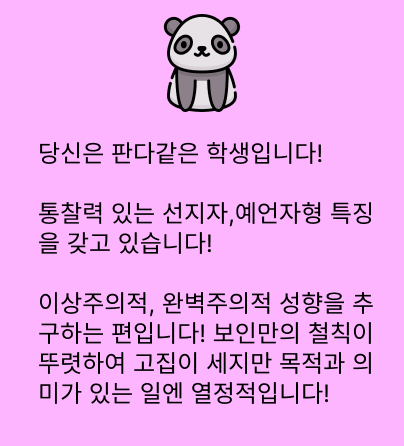 당신은 판다같은 학생입니다!
통찰력 있는 선지자,예언자형 특징
을 갖고 있습니다!
이상주의적, 완벽주의적 성향을 추
구하는 편입니다! 보인만의 철칙이
뚜렷하여 고집이 세지만 목적과 의
미가 있는 일엔 열정적입니다!